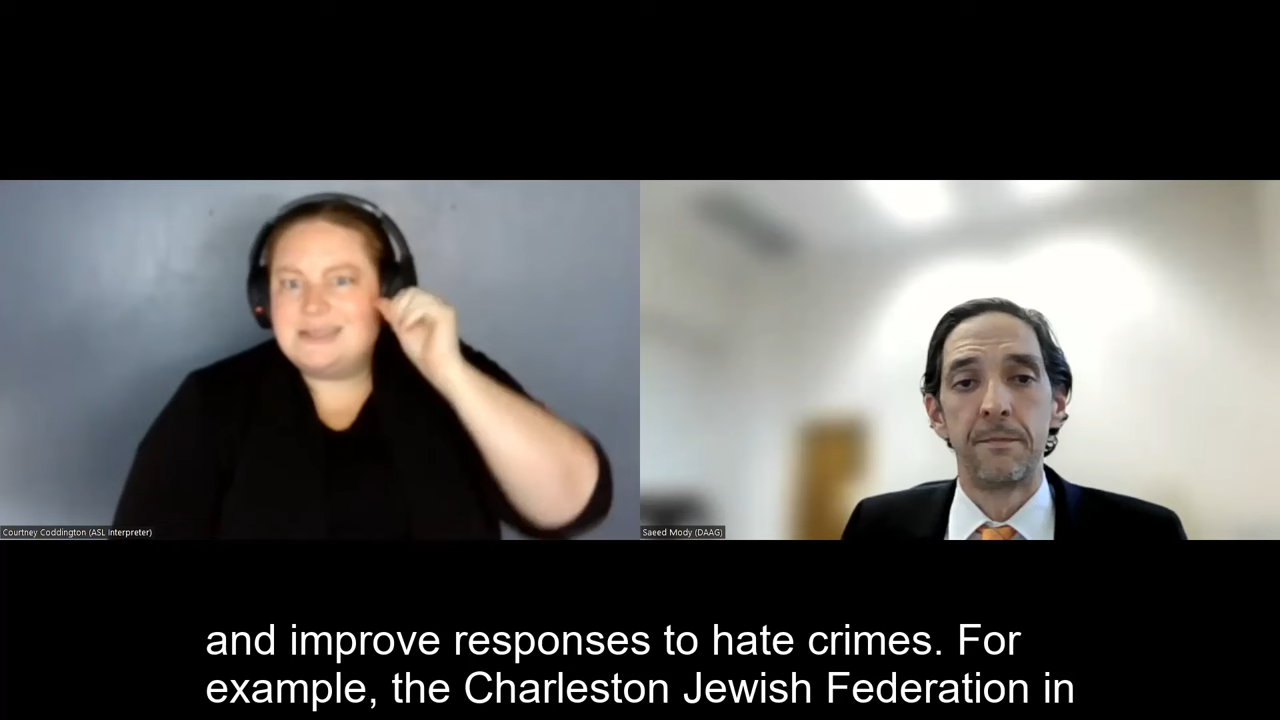 Courtney Coddington (ASL Interpreter)
Saeed Mody (DAAG)
and improve responses to hate crimes. For
example, the Charleston Jewish Federation in